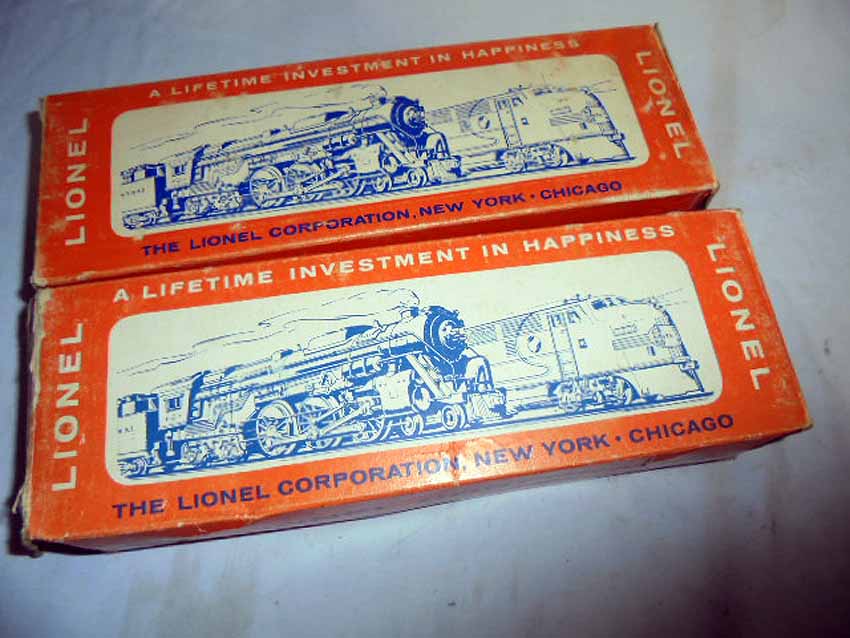 A LIFETIME INVESTMENT IN HAPPINESS
LIONEL
LIONEL
THE LIONEL CORPORATION, NEW YORK • CHICAGO
A LIFETIME INVESTMENT IN HAPPINESS
LIONEL
LIONEL
THE LIONEL CORPORATION, NEW YORK • CHICAGO